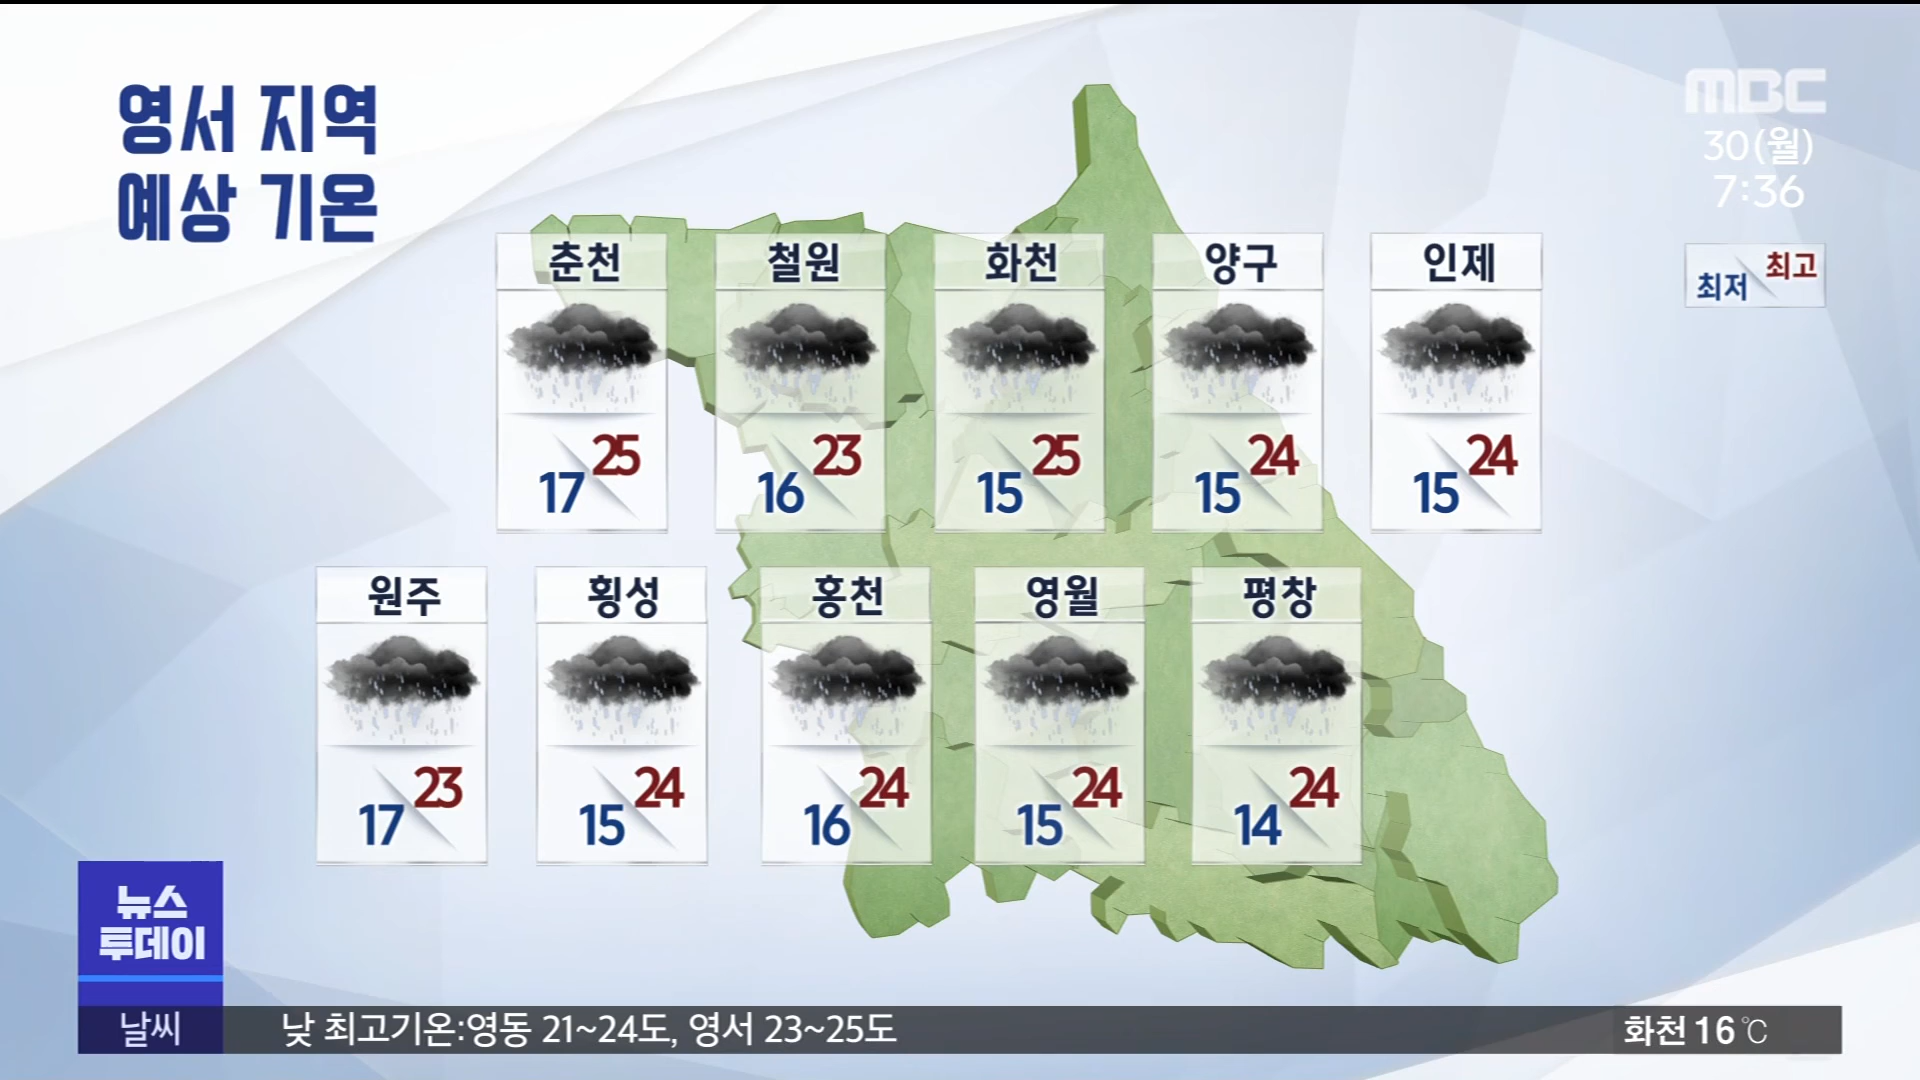 영서 지역
예상 기온
MBC
30(월)
7:36
최저 최고
춘천 철원 화천 양구 인제
17 25 16 23 15 25 15 24 15 24
원주 횡성 홍천 영월 평창
17 23 15 24 16 24 15 24 14 24
뉴스
투데이
날씨 낮 최고기온:영동 21~24도, 영서 23~25도 화천 16℃